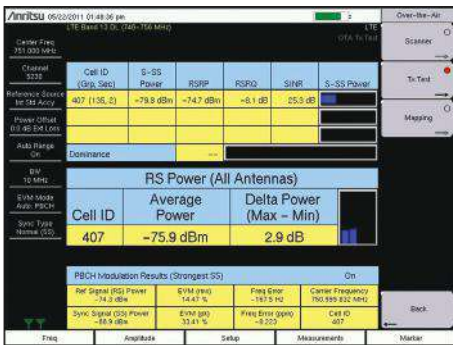 Anritsu 05/22/2011 01:48:36 pm
Over-the-Air
LTE Band 13 DL (746-756 MHz)
LTE
OTA Tx Test
Center Freq
751.000 MHz
Channel
5230
Reference Source
Int Std Accy
Power Offset
0.0 dB Ext Loss
Auto Range
On
BW
10 MHz
EVM Mode
Auto: PBCH
Sync Type
Normal (SS)
Cell ID
(Grp, Sec)
S-SS
Power
RSRP
RSRQ
SINR
S-SS Power
407 (135, 2)
-79.8 dBm
-74.7 dBm
-8.1 dB
25.3 dB
Dominance
--
RS Power (All Antennas)
Cell ID
Average
Power
Delta Power
(Max - Min)
407
-75.9 dBm
2.9 dB
PBCH Modulation Results (Strongest SS)
On
Ref Signal (RS) Power
-74.3 dBm
EVM (rms)
14.47 %
Freq Error
-167.5 Hz
Carrier Frequency
750.999 832 MHz
Sync Signal (SS) Power
-80.9 dBm
EVM (pk)
33.41 %
Freq Error (ppm)
-0.223
Cell ID
407
Scanner
Tx Test
Mapping
Back
Freq
Amplitude
Setup
Measurements
Marker